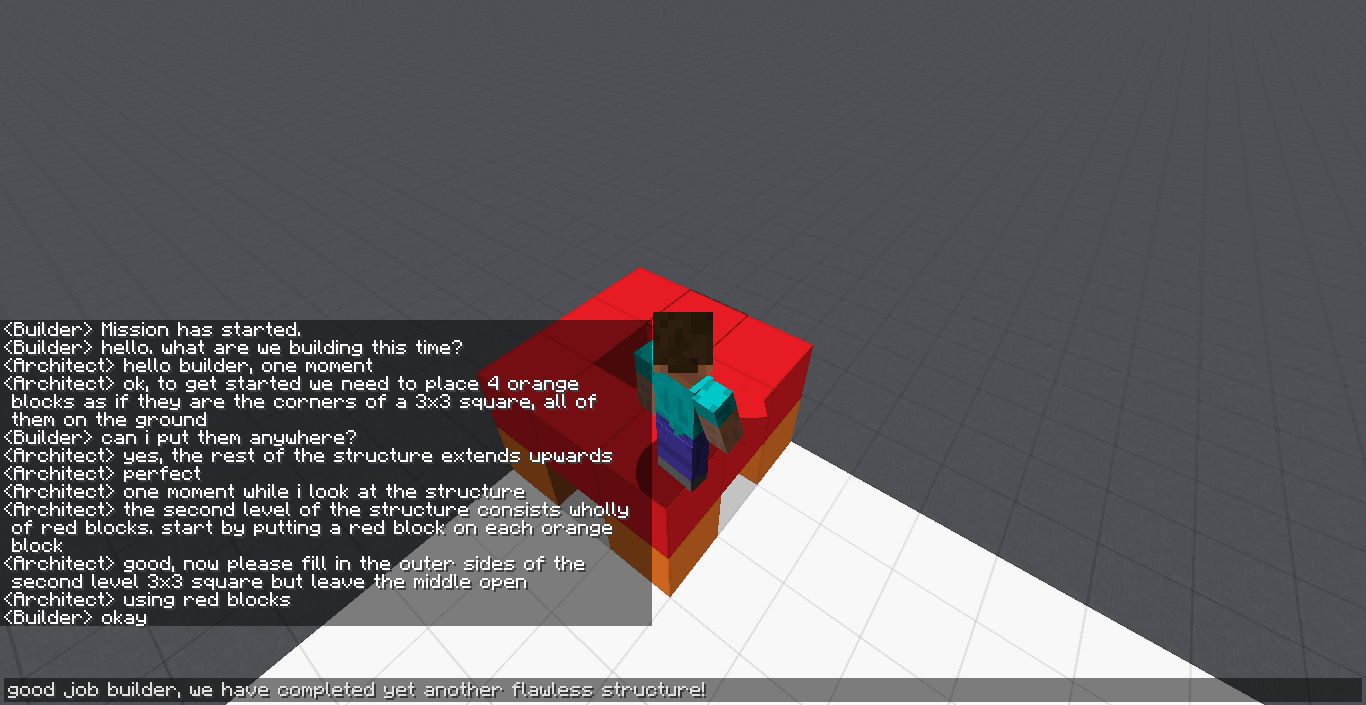 <Builder> Mission has started.
<Builder> hello. what are we building this time?
<Architect> hello builder, one moment
<Architect> ok, to get started we need to place 4 orange
blocks as if they are the corners of a 3x3 square, all of
them on the ground
<Builder> can i put them anywhere?
<Architect> yes, the rest of the structure extends upwards
<Architect> perfect
<Architect> one moment while i look at the structure
<Architect> the second level of the structure consists wholly
of red blocks. start by putting a red block on each orange
block
<Architect> good, now please fill in the outer sides of the
second level 3x3 square but leave the middle open
<Architect> using red blocks
<Builder> okay
good job builder, we have completed yet another flawless structure!